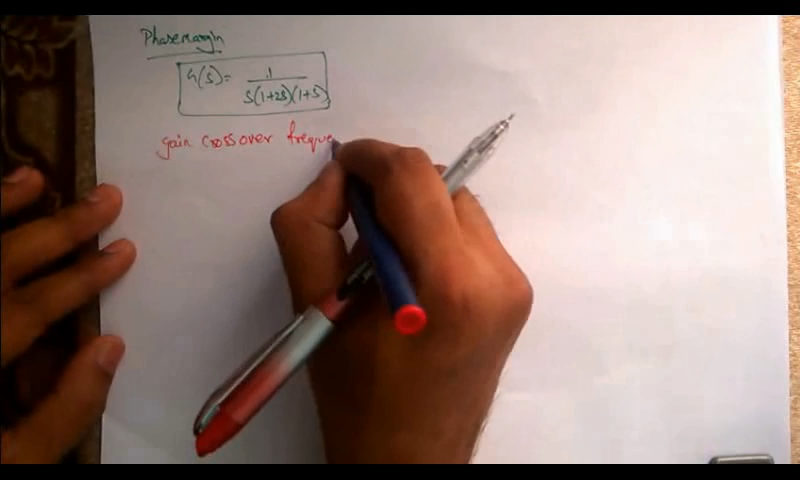 Phasemargin
G(S)= 1 / S(1+2S)(1+S)
gain crossover freque